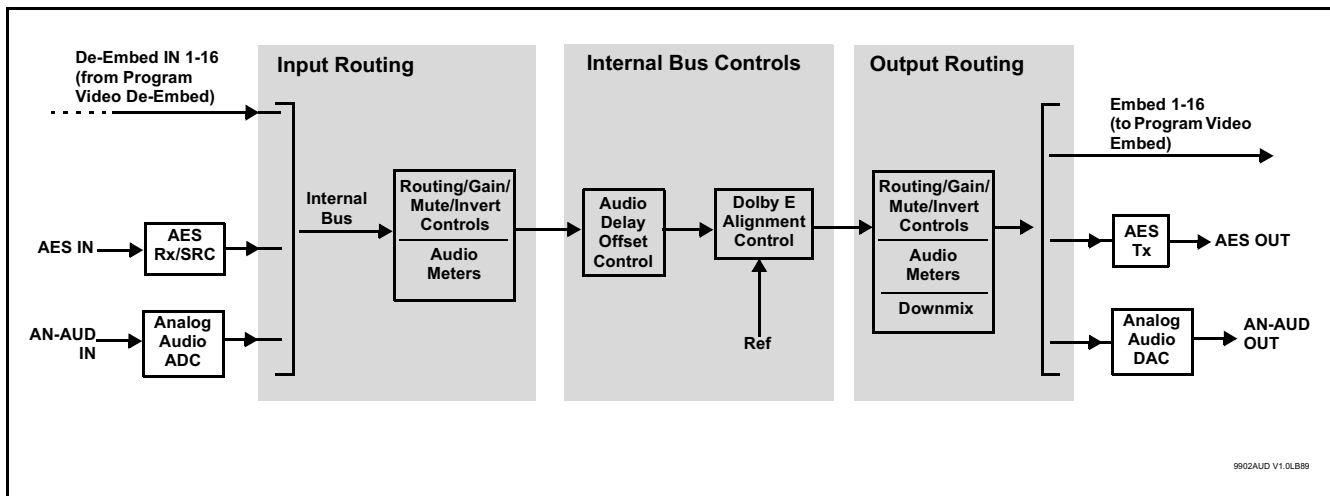 De-Embed IN 1-16
(from Program
Video De-Embed)
Input Routing
Internal Bus Controls
Output Routing
Embed 1-16
(to Program Video
Embed)
Internal
Bus
Routing/Gain/
Mute/Invert
Controls
Audio
Meters
Audio
Delay
Offset
Control
Dolby E
Alignment
Control
Routing/Gain/
Mute/Invert
Controls
Audio
Meters
Downmix
AES IN
AES
Rx/SRC
AES
Tx
AES OUT
AN-AUD
IN
Analog
Audio
ADC
Ref
Analog
Audio
DAC
AN-AUD
OUT
9902AUD V1.0LB89